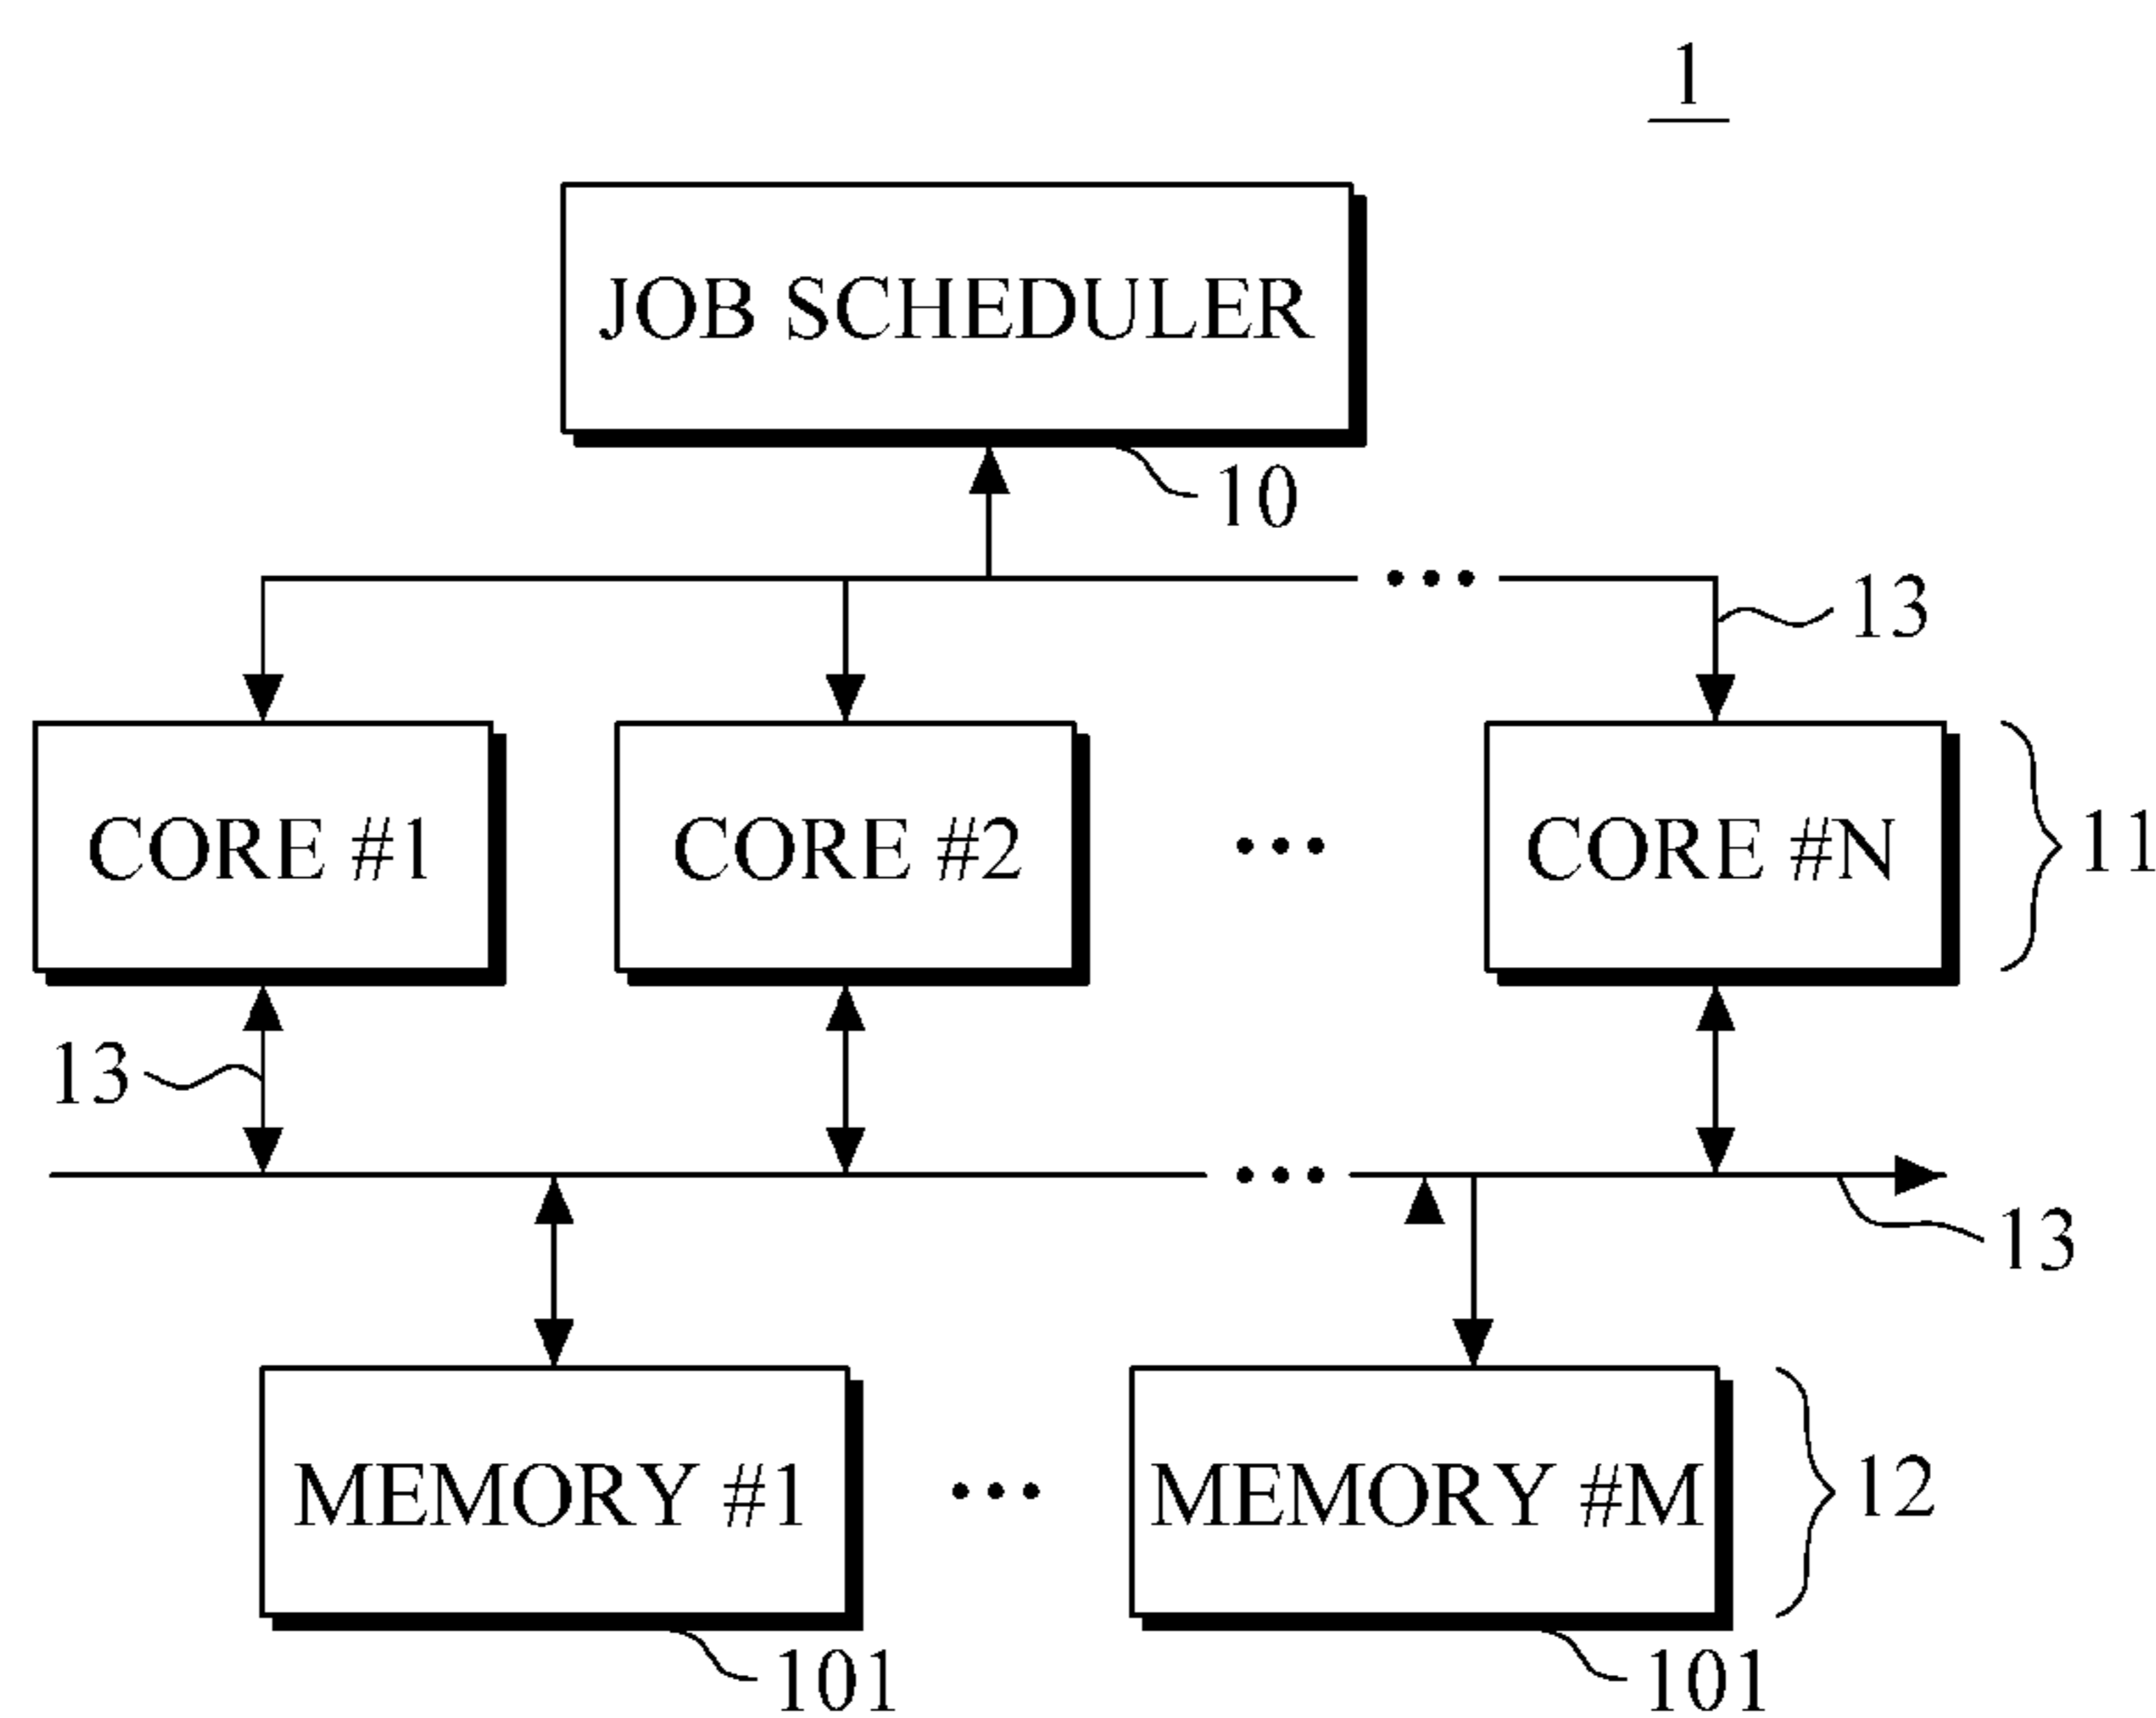 1
JOB SCHEDULER
10
13
CORE #1
CORE #2
...
CORE #N
11
13
...
13
MEMORY #1
...
MEMORY #M
12
101
101